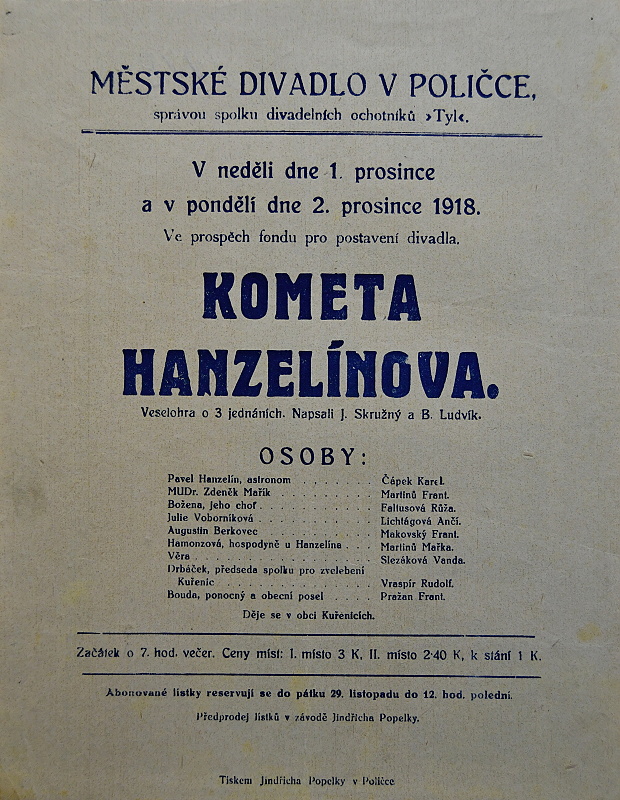 MĚSTSKÉ DIVADLO V POLIČCE,
správou spolku divadelních ochotníků ›Tyl‹.
V neděli dne 1. prosince
a v pondělí dne 2. prosince 1918.
Ve prospěch fondu pro postavení divadla.
KOMETA
HANZELÍNOVA.
Veselohra o 3 jednáních. Napsali J. Skružný a B. Ludvík.
OSOBY:
Pavel Hanzelín, astronom . . . . . . . Čápek Karel.
MUDr. Zdeněk Mařík . . . . . . . . Martinů Frant.
Božena, jeho choť . . . . . . . . . . Faltusová Růža.
Julie Voborníková . . . . . . . . . . Lichtágová Ančí.
Augustin Berkovec . . . . . . . . . . Makovský Frant.
Hamonzová, hospodyně u Hanzelína . . . Martinů Mařka.
Věra . . . . . . . . . . . . . . . . Slezáková Vanda.
Drbáček, předseda spolku pro zvelebení
Kuřenic . . . . . . . . . . . . . Vraspír Rudolf.
Bouda, ponocný a obecní posel . . . . Pražan Frant.
Děje se v obci Kuřenicích.
Začátek o 7. hod. večer. Ceny míst: I. místo 3 K, II. místo 2·40 K, k stání 1 K.
Abonované lístky reservují se do pátku 29. listopadu do 12. hod. polední.
Předprodej lístků v závodě Jindřicha Popelky.
Tiskem Jindřicha Popelky v Poličce